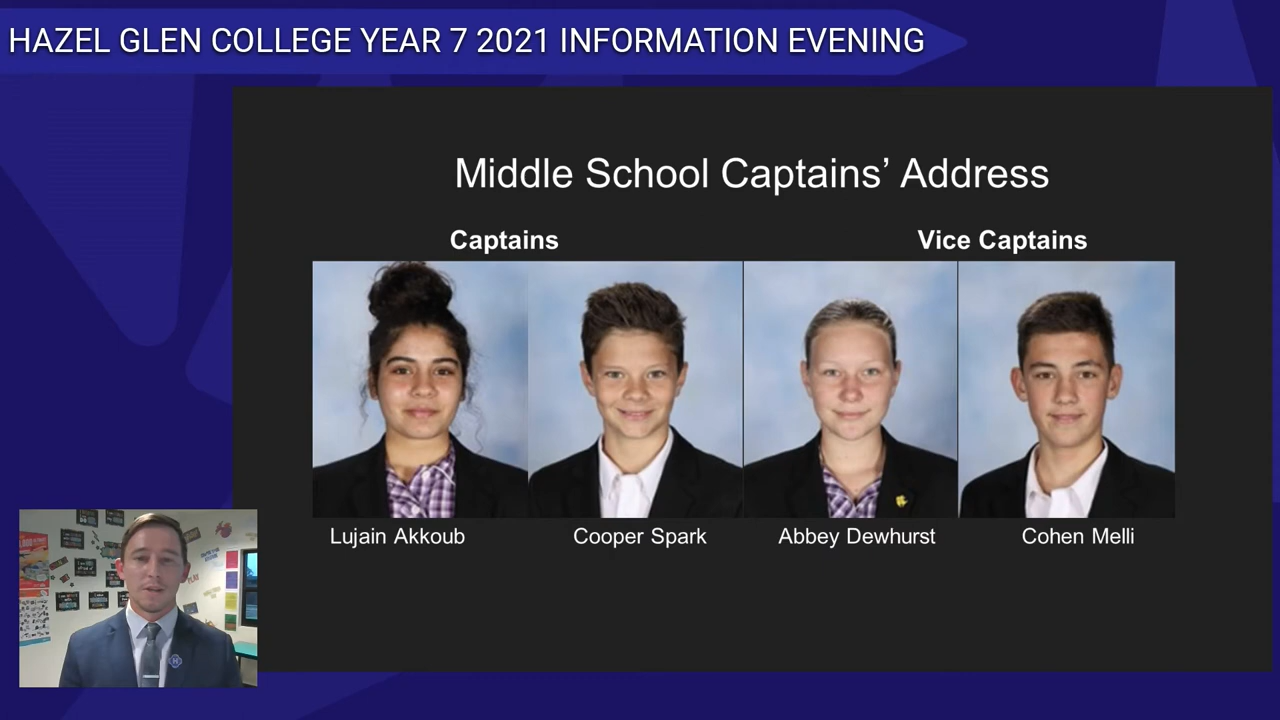 HAZEL GLEN COLLEGE YEAR 7 2021 INFORMATION EVENING
Middle School Captains’ Address
Captains
Vice Captains
Lujain Akkoub
Cooper Spark
Abbey Dewhurst
Cohen Melli